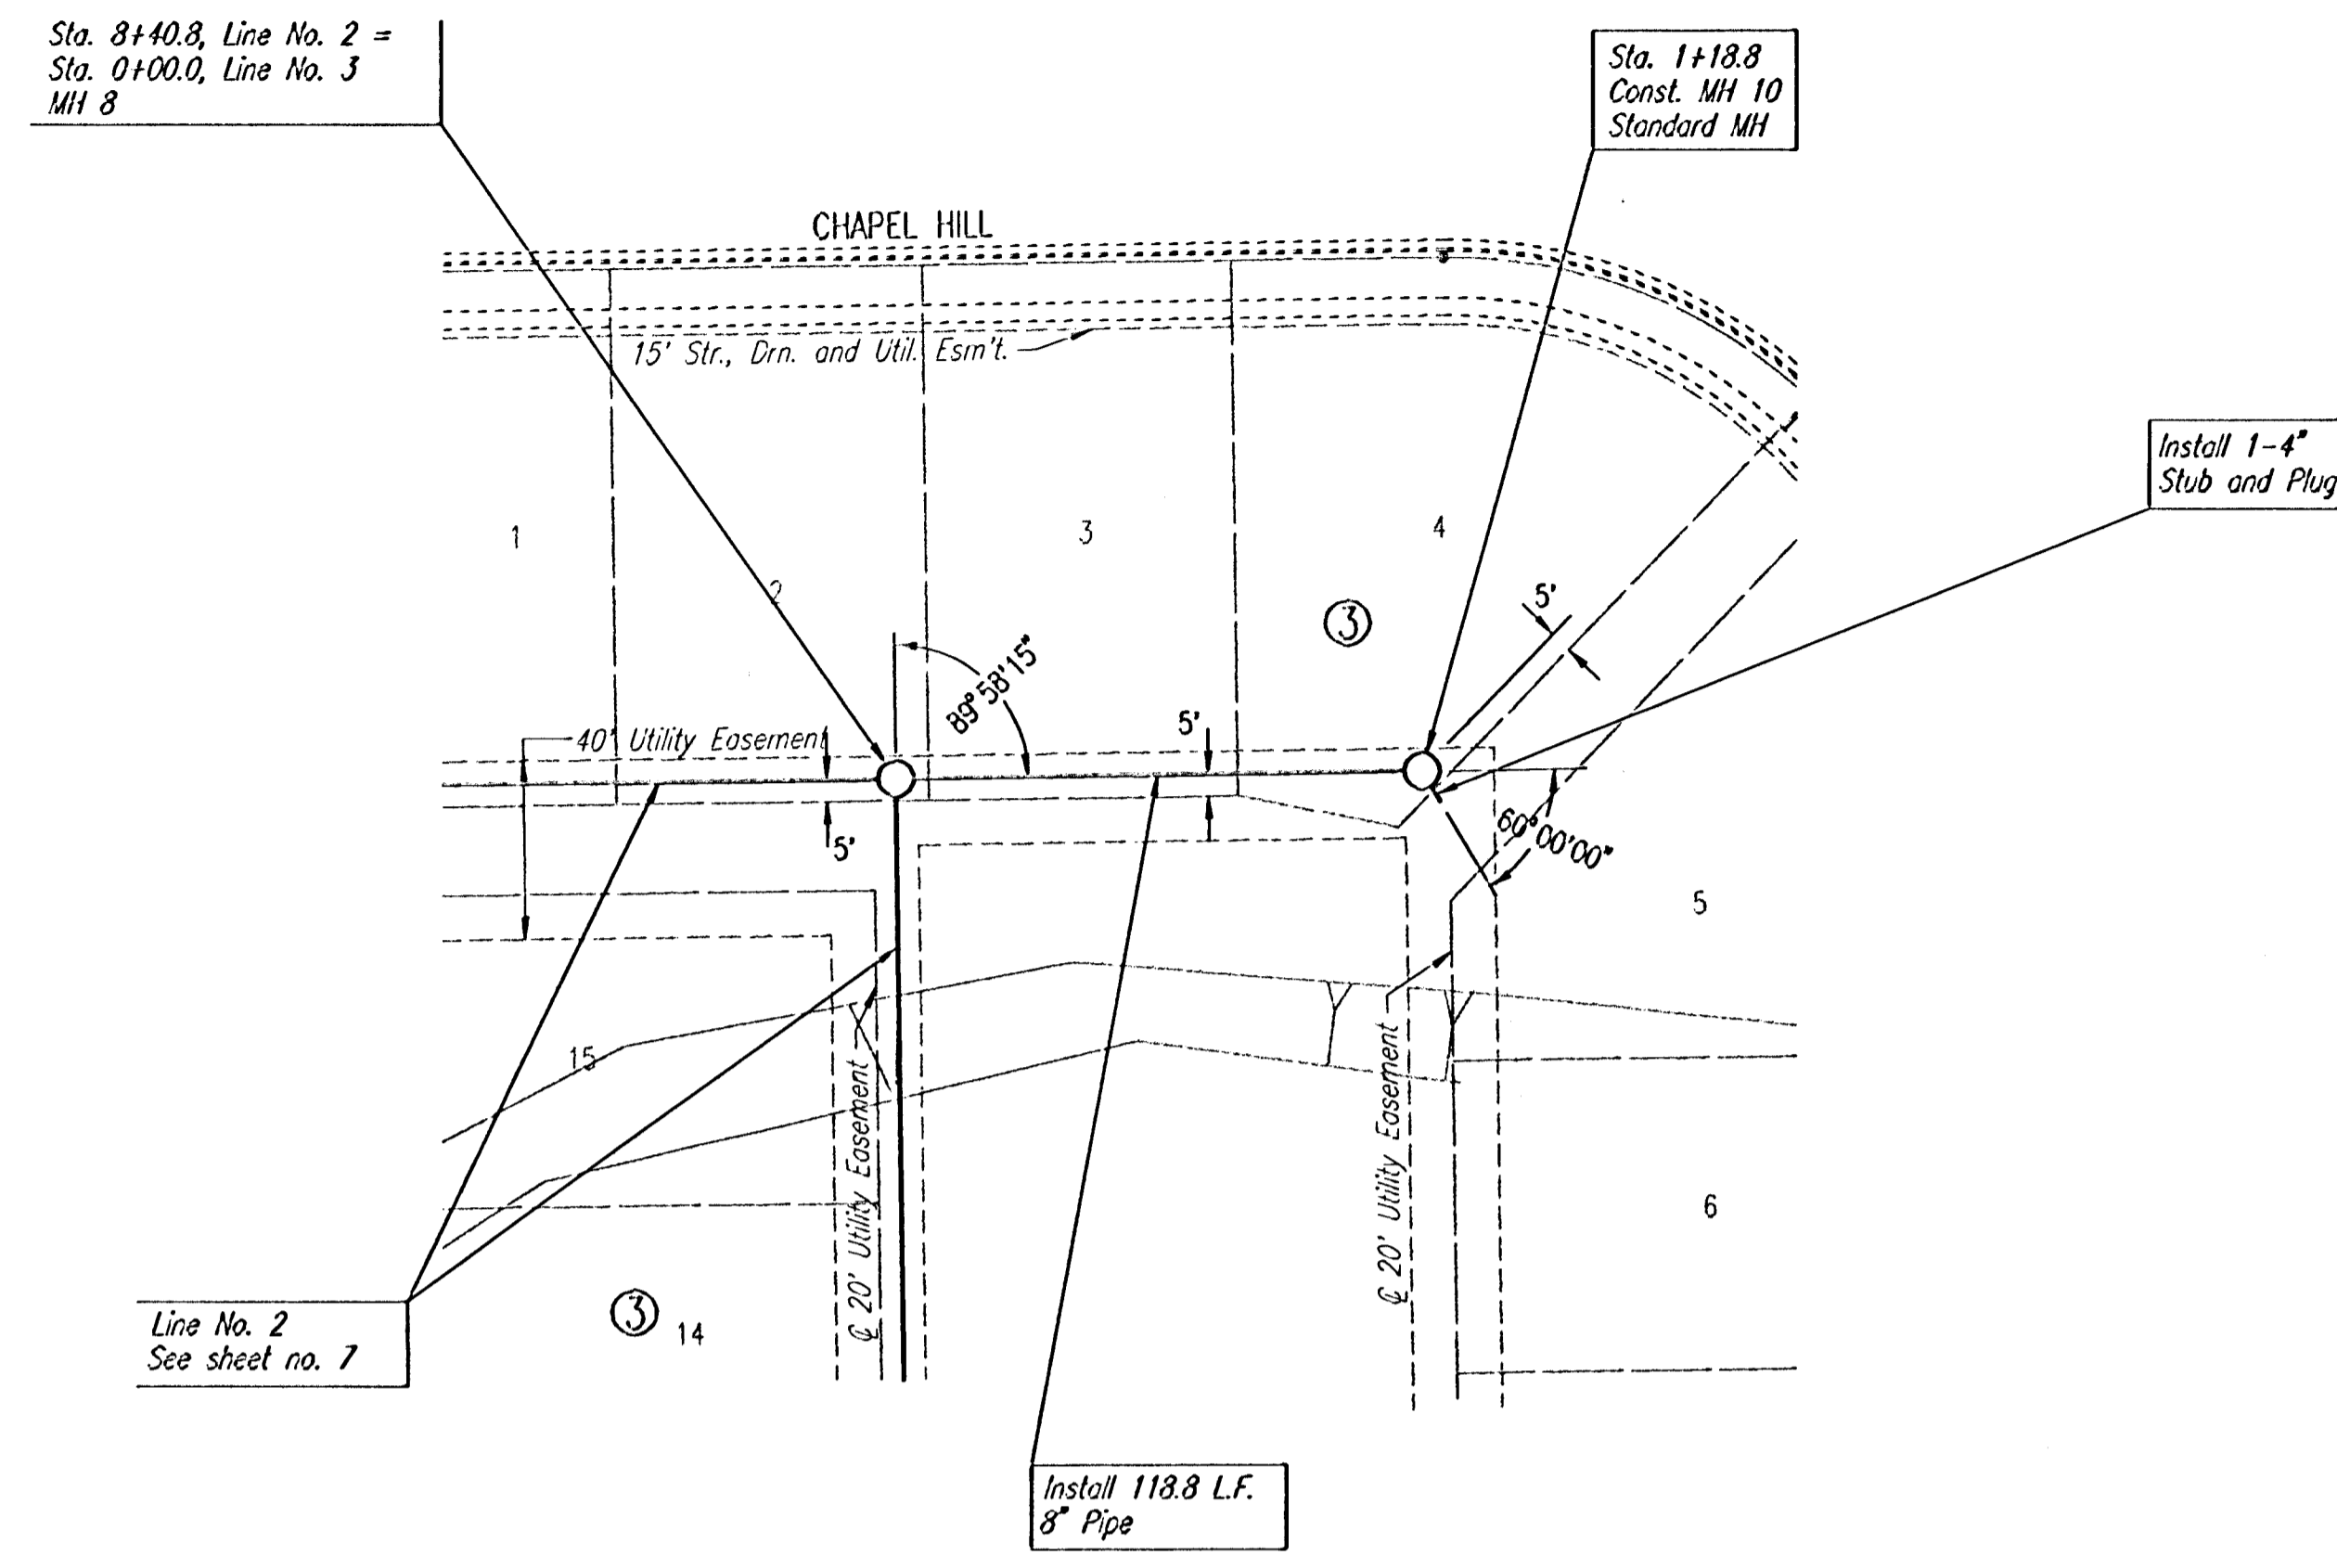 Sta. 8+40.8, Line No. 2 =
Sta. 0+00.0, Line No. 3
MH 8
Sta. 1+18.8
Const. MH 10
Standard MH
CHAPEL HILL
15' Str., Drn. and Util. Esm't.
Install 1-4"
Stub and Plug
1
2
3
4
3
5'
89°58'15"
40' Utility Easement
5'
5'
60°00'00"
5
15
℄ 20' Utility Easement
℄ 20' Utility Easement
6
Line No. 2
See sheet no. 7
3
14
Install 118.8 L.F.
8" Pipe